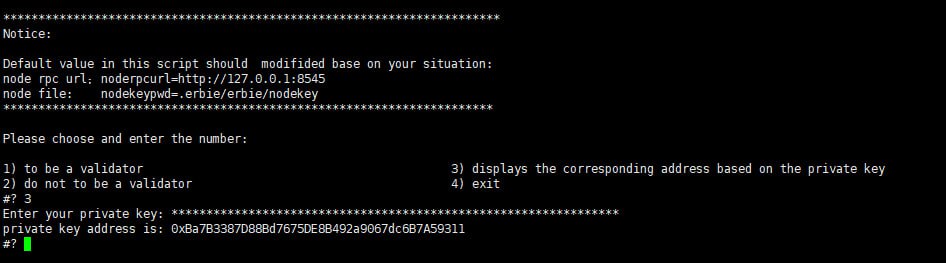 ***********************************************************************
Notice:
Default value in this script should  modifided base on your situation:
node rpc url: noderpcurl=http://127.0.0.1:8545
node file:    nodekeypwd=.erbie/erbie/nodekey
**********************************************************************
Please choose and enter the number:
1) to be a validator                                            3) displays the corresponding address based on the private key
2) do not to be a validator                                     4) exit
#? 3
Enter your private key: ****************************************************************
private key address is: 0xBa7B3387D88Bd7675DE8B492a9067dc6B7A59311
#?